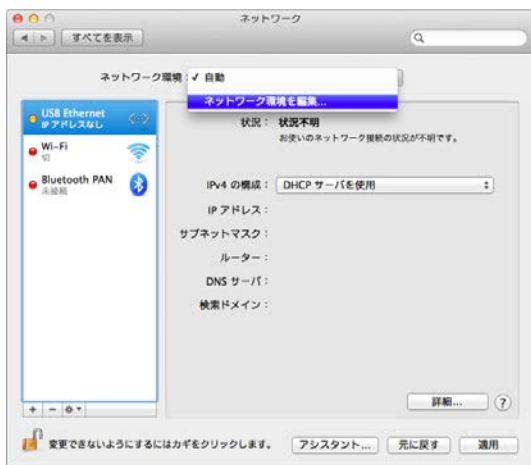 ネットワーク
すべてを表示
ネットワーク環境： ✓ 自動
ネットワーク環境を編集...
USB Ethernet
IP アドレスなし
Wi-Fi
切
Bluetooth PAN
未接続
状況： 状況不明
お使いのネットワーク接続の状況が不明です。
IPv4 の構成： DHCP サーバを使用
IP アドレス：
サブネットマスク：
ルーター：
DNS サーバ：
検索ドメイン：
詳細... ?
変更できないようにするにはカギをクリックします。
アシスタント... 元に戻す 適用